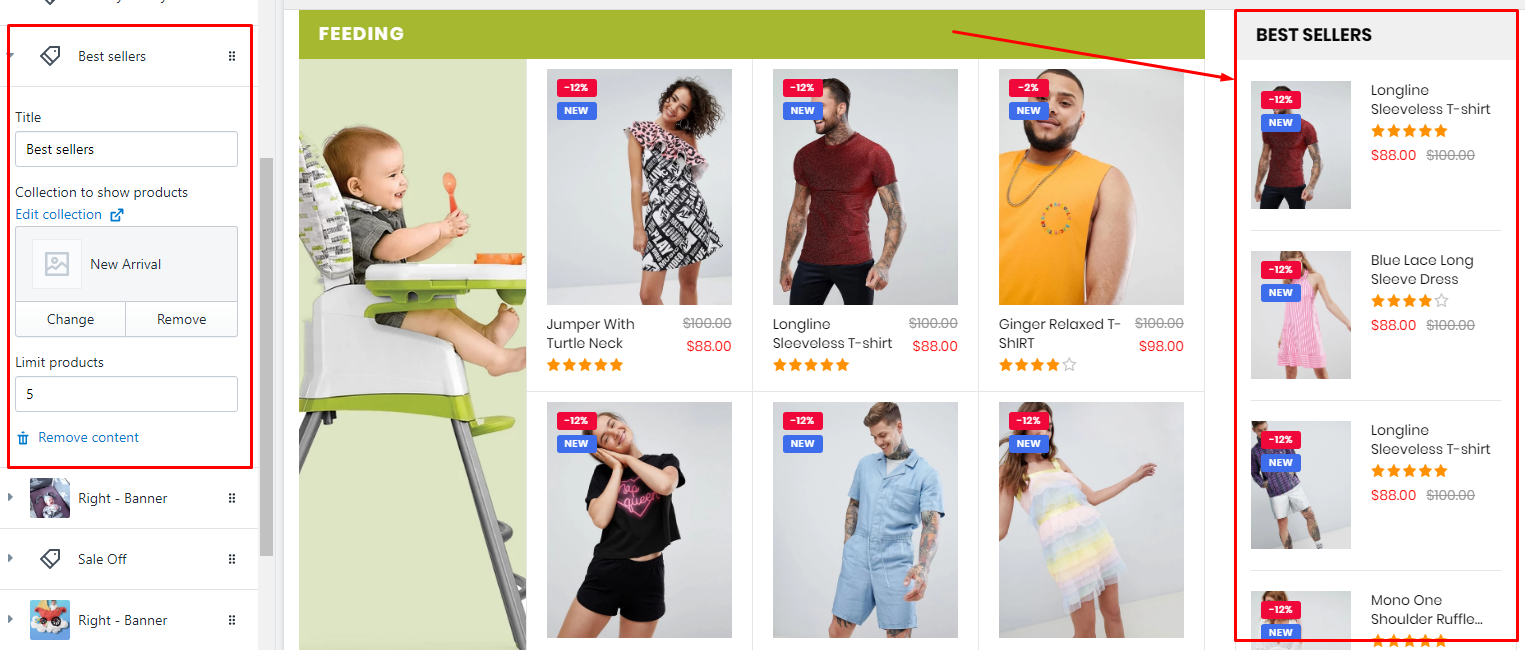 Best sellers
Title
Best sellers
Collection to show products
Edit collection
New Arrival
Change Remove
Limit products
5
Remove content
Right - Banner
Sale Off
Right - Banner
FEEDING
-12%
NEW
Jumper With
Turtle Neck
$100.00
$88.00
-12%
NEW
Longline
Sleeveless T-shirt
$100.00
$88.00
-2%
NEW
Ginger Relaxed T-
ShIRT
$100.00
$98.00
-12%
NEW
nap
queen
-12%
NEW
-12%
NEW
BEST SELLERS
-12%
NEW
Longline
Sleeveless T-shirt
$88.00 $100.00
-12%
NEW
Blue Lace Long
Sleeve Dress
$88.00 $100.00
-12%
NEW
Longline
Sleeveless T-shirt
$88.00 $100.00
-12%
NEW
Mono One
Shoulder Ruffle...